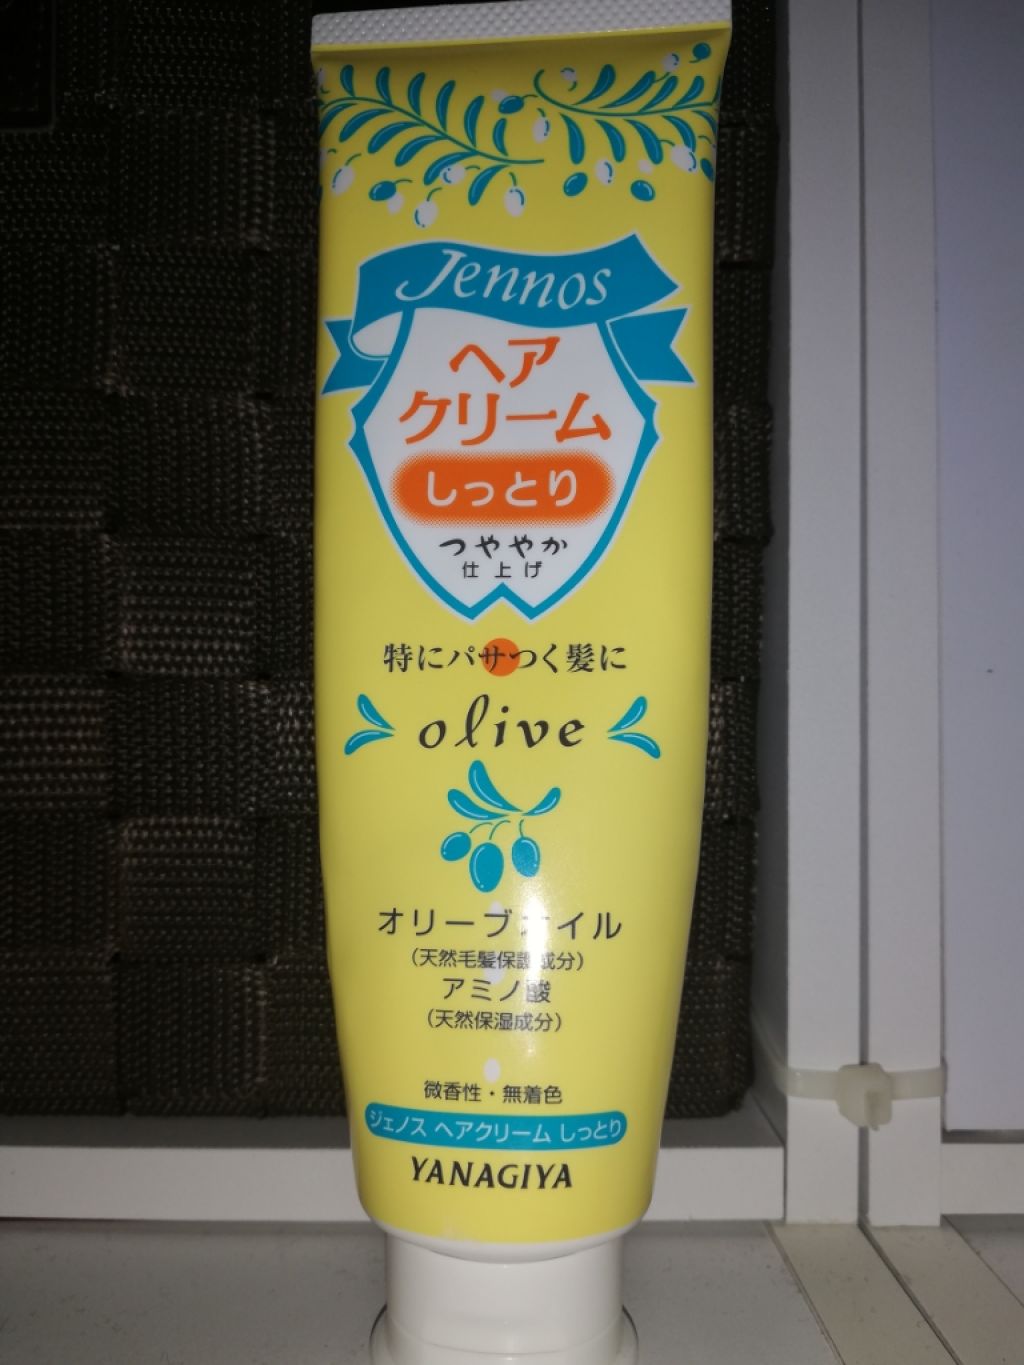 Jennos
ヘア
クリーム
しっとり
つややか
仕上げ
特にパサつく髪に
olive
オリーブオイル
(天然毛髪保護成分)
アミノ酸
(天然保湿成分)
微香性・無着色
ジェノス ヘアクリーム しっとり
YANAGIYA